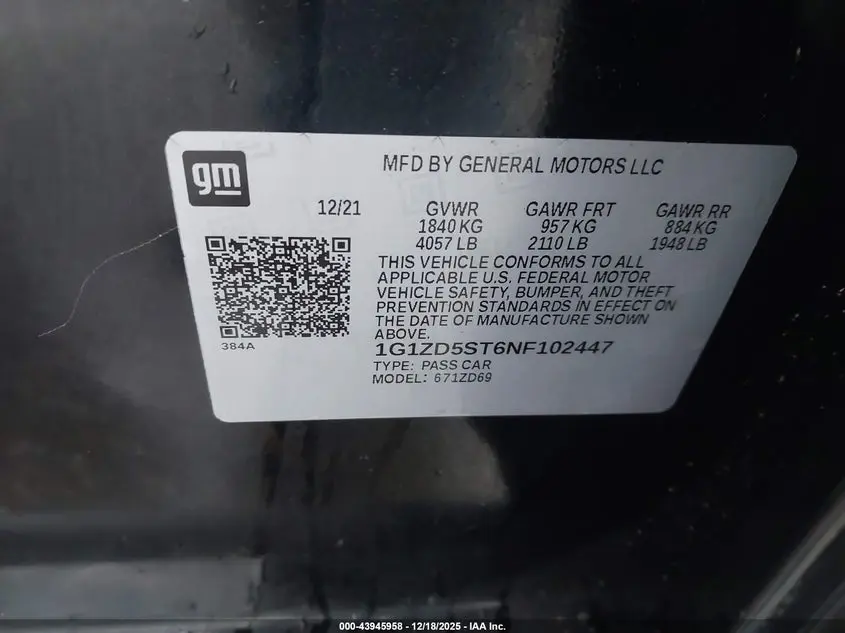 gm
MFD BY GENERAL MOTORS LLC
12/21 GVWR GAWR FRT GAWR RR
1840 KG 957 KG 884 KG
4057 LB 2110 LB 1948 LB
THIS VEHICLE CONFORMS TO ALL
APPLICABLE U.S. FEDERAL MOTOR
VEHICLE SAFETY, BUMPER, AND THEFT
PREVENTION STANDARDS IN EFFECT ON
THE DATE OF MANUFACTURE SHOWN
ABOVE.
384A
1G1ZD5ST6NF102447
TYPE: PASS CAR
MODEL: 671ZD69
000-43945958 - 12/18/2025 - IAA Inc.